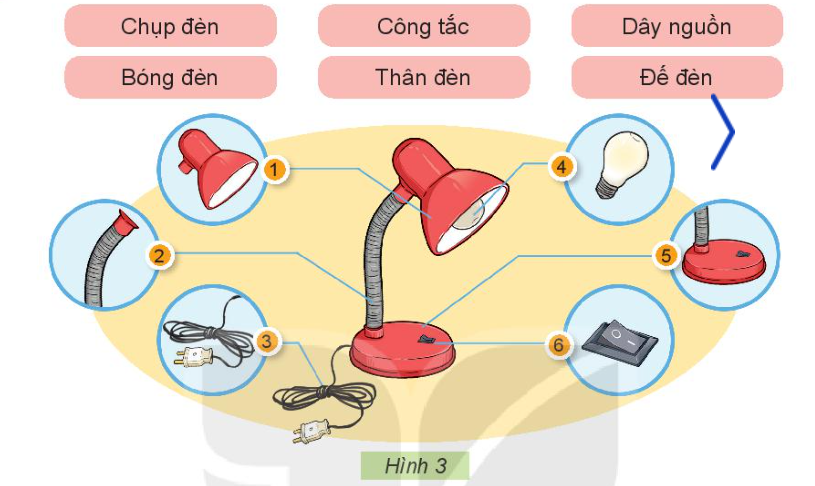 Chụp đèn
Công tắc
Dây nguồn
Bóng đèn
Thân đèn
Đế đèn
1
4
2
5
3
6
Hình 3